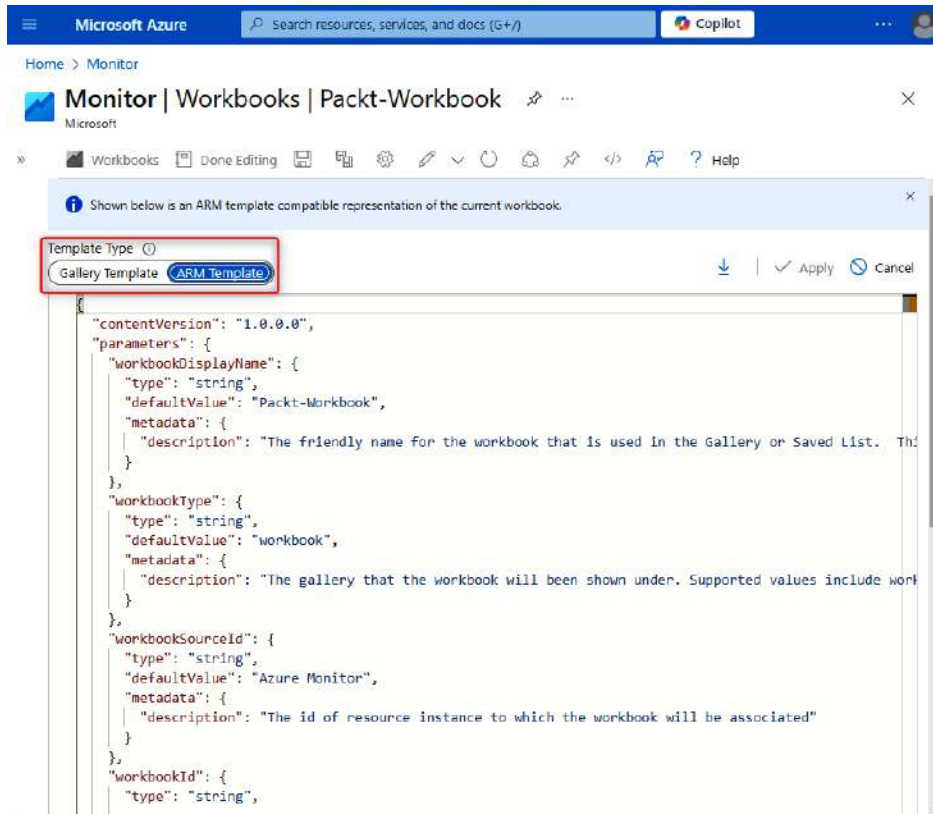 Microsoft Azure
Search resources, services, and docs (G+/)
Copilot
Home > Monitor
Monitor | Workbooks | Packt-Workbook
Microsoft
Workbooks
Done Editing
Help
Shown below is an ARM template compatible representation of the current workbook.
Template Type
Gallery Template
ARM Template
Apply
Cancel
{
"contentVersion": "1.0.0.0",
"parameters": {
"workbookDisplayName": {
"type": "string",
"defaultValue": "Packt-Workbook",
"metadata": {
"description": "The friendly name for the workbook that is used in the Gallery or Saved List. Thi
}
},
"workbookType": {
"type": "string",
"defaultValue": "workbook",
"metadata": {
"description": "The gallery that the workbook will been shown under. Supported values include work
}
},
"workbookSourceId": {
"type": "string",
"defaultValue": "Azure Monitor",
"metadata": {
"description": "The id of resource instance to which the workbook will be associated"
}
},
"workbookId": {
"type": "string",